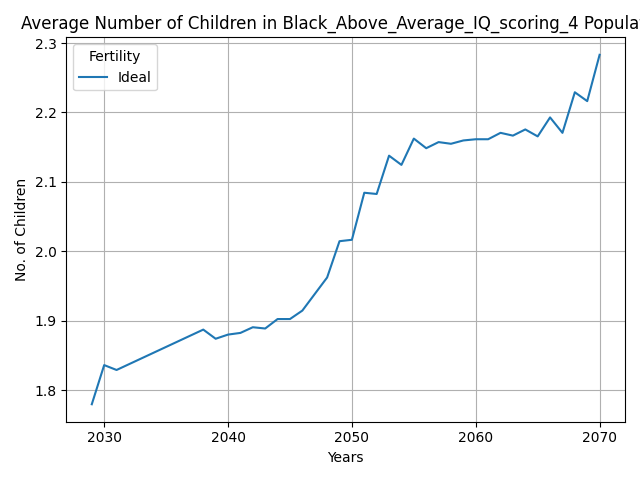 Average Number of Children in Black_Above_Average_IQ_scoring_4 Popula
Fertility
Ideal
2.3
2.2
2.1
2.0
1.9
1.8
No. of Children
2030 2040 2050 2060 2070
Years